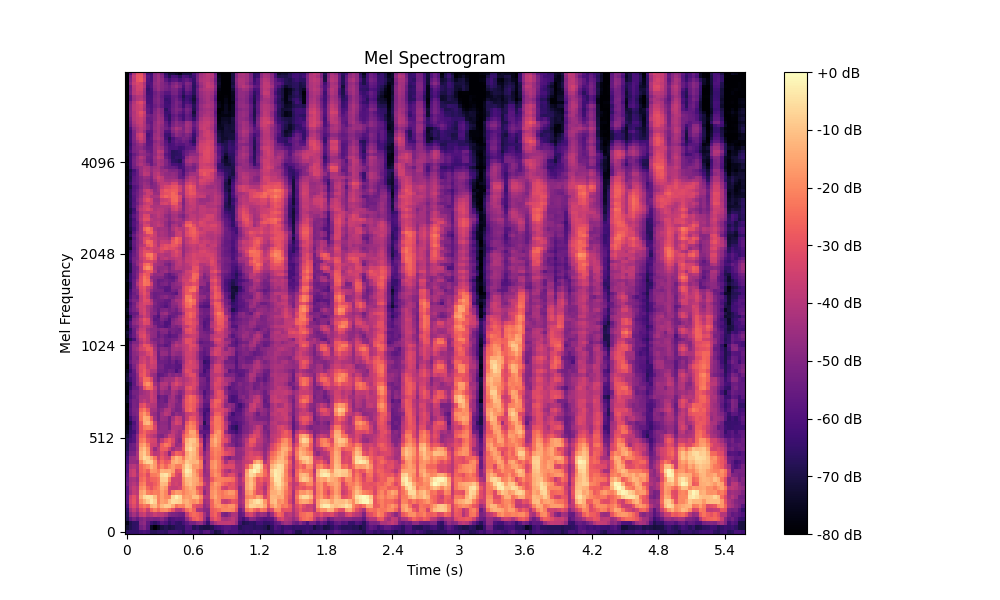 Mel Spectrogram
+0 dB
-10 dB
-20 dB
-30 dB
-40 dB
-50 dB
-60 dB
-70 dB
-80 dB
Mel Frequency
4096
2048
1024
512
0
0 0.6 1.2 1.8 2.4 3 3.6 4.2 4.8 5.4
Time (s)